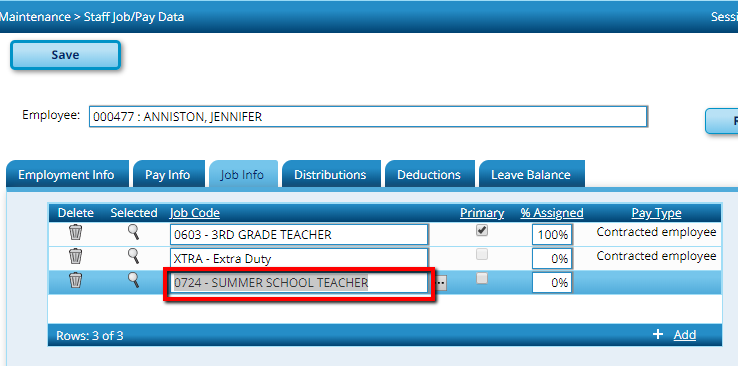 Maintenance > Staff Job/Pay Data Sessi
Save
Employee: 000477 : ANNISTON, JENNIFER
Employment Info Pay Info Job Info Distributions Deductions Leave Balance
Delete Selected Job Code Primary % Assigned Pay Type
0603 - 3RD GRADE TEACHER 100% Contracted employee
XTRA - Extra Duty 0% Contracted employee
0724 - SUMMER SCHOOL TEACHER 0%
Rows: 3 of 3 + Add